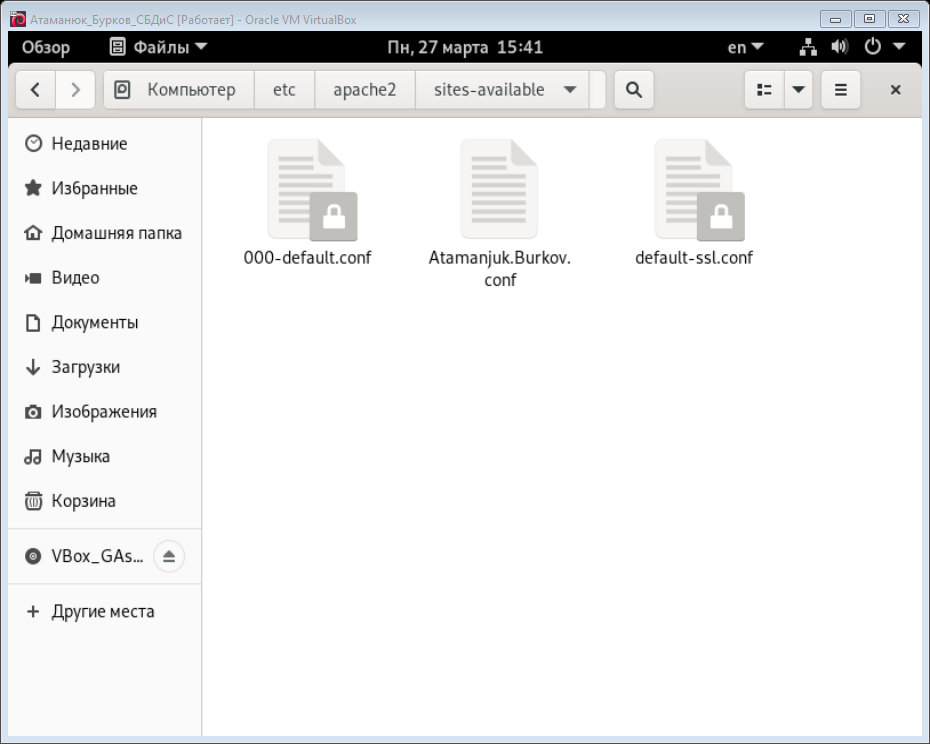 Атаманюк_Бурков_СБДиС [Работает] - Oracle VM VirtualBox
Обзор Файлы Пн, 27 марта 15:41 en
Компьютер etc apache2 sites-available
Недавние
Избранные
Домашняя папка
Видео
Документы
Загрузки
Изображения
Музыка
Корзина
VBox_GAs...
Другие места
000-default.conf
Atamanjuk.Burkov.
conf
default-ssl.conf